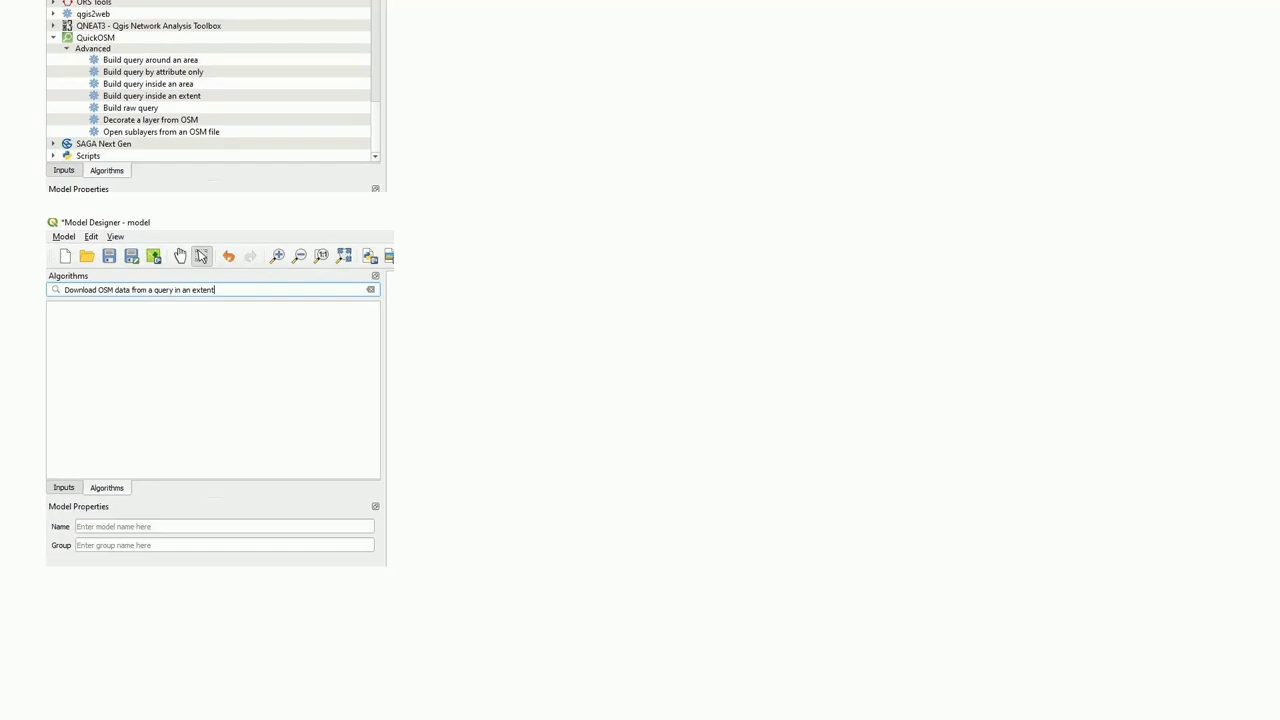 ORS Tools
qgis2web
QNEAT3 - Qgis Network Analysis Toolbox
QuickOSM
Advanced
Build query around an area
Build query by attribute only
Build query inside an area
Build query inside an extent
Build raw query
Decorate a layer from OSM
Open sublayers from an OSM file
SAGA Next Gen
Scripts
Inputs Algorithms
Model Properties
*Model Designer - model
Model Edit View
Algorithms
Download OSM data from a query in an extent
Inputs Algorithms
Model Properties
Name Enter model name here
Group Enter group name here